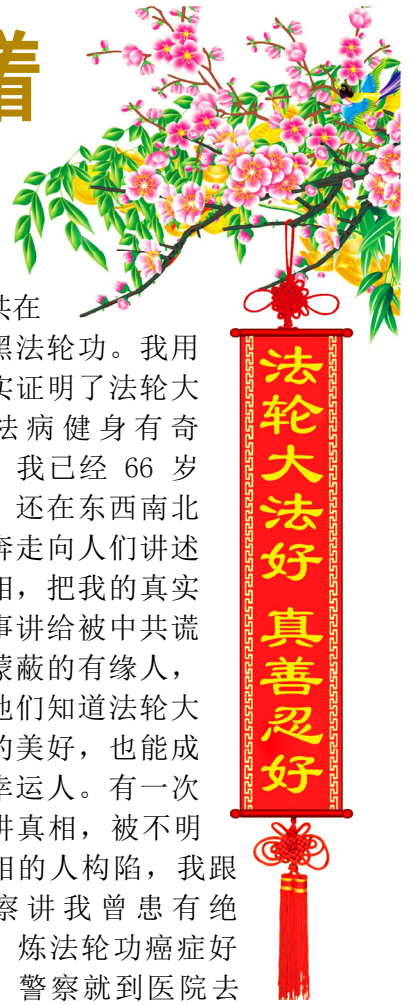 着
共在
黑法轮功。我用
实证明了法轮大
法病健身有奇
我已经 66 岁
还在东西南北
奔走向人们讲述
相，把我的真实
事讲给被中共谎
蒙蔽的有缘人，
他们知道法轮大
的美好，也能成
幸运人。有一次
讲真相，被不明
相的人构陷，我跟
察讲我曾患有绝
炼法轮功癌症好
警察就到医院去
法轮大法好 真善忍好